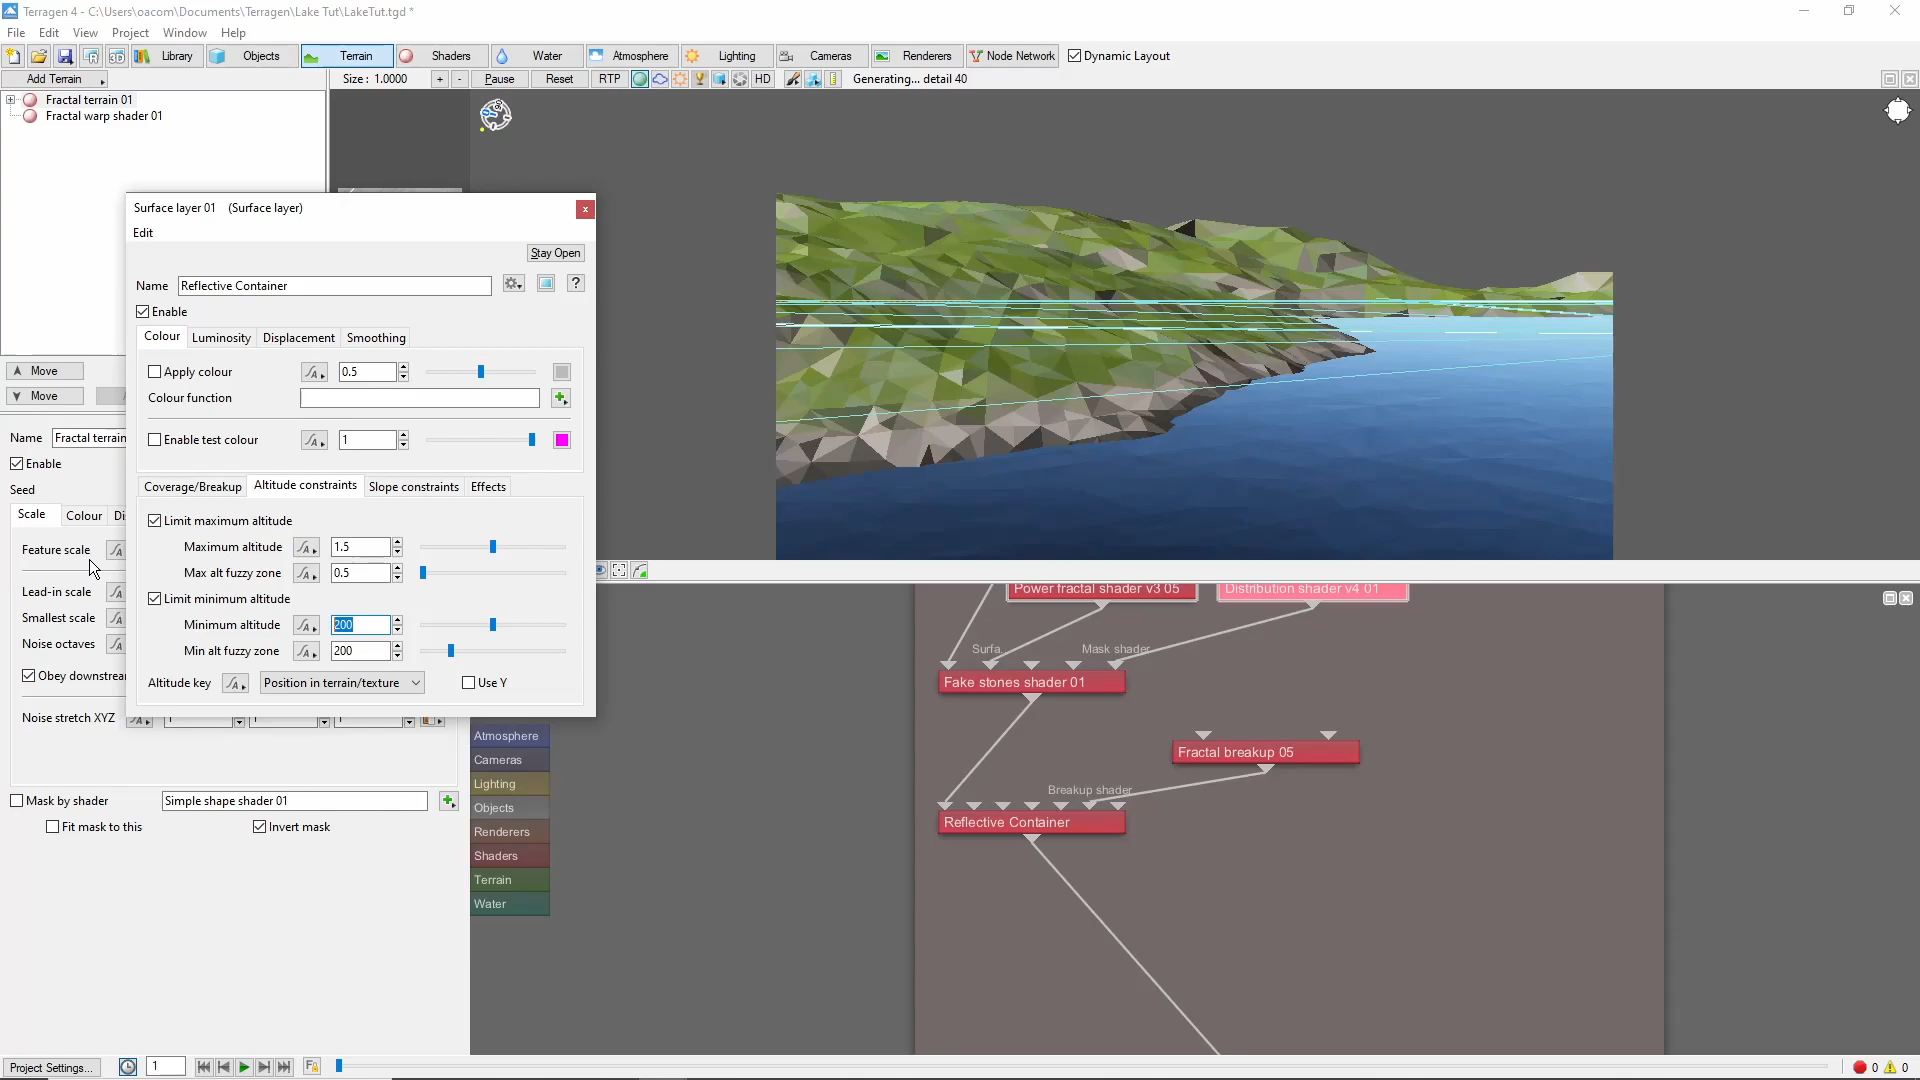 Terragen 4 - C:\Users\oacom\Documents\Terragen\Lake Tut\LakeTut.tgd *
File Edit View Project Window Help
Library Objects Terrain Shaders Water Atmosphere Lighting Cameras Renderers Node Network Dynamic Layout
Add Terrain Size : 1.0000 + - Pause Reset RTP HD Generating... detail 40
Fractal terrain 01
Fractal warp shader 01
Surface layer 01 (Surface layer)
Edit
Stay Open
Name Reflective Container ?
Enable
Colour Luminosity Displacement Smoothing
Apply colour 0.5
Colour function
Enable test colour 1
Coverage/Breakup Altitude constraints Slope constraints Effects
Limit maximum altitude
Maximum altitude 1.5
Max alt fuzzy zone 0.5
Limit minimum altitude
Minimum altitude 200
Min alt fuzzy zone 200
Altitude key Position in terrain/texture Use Y
Move
Move
Name Fractal terrain
Enable
Seed
Scale Colour
Feature scale
Lead-in scale
Smallest scale
Noise octaves
Obey downstream
Noise stretch XYZ 1 1 1
Mask by shader Simple shape shader 01
Fit mask to this Invert mask
Power fractal shader v3 05 Distribution shader v4 01
Surfa... Mask shader
Fake stones shader 01
Fractal breakup 05
Breakup shader
Reflective Container
Atmosphere
Cameras
Lighting
Objects
Renderers
Shaders
Terrain
Water
Project Settings... 1 0 0